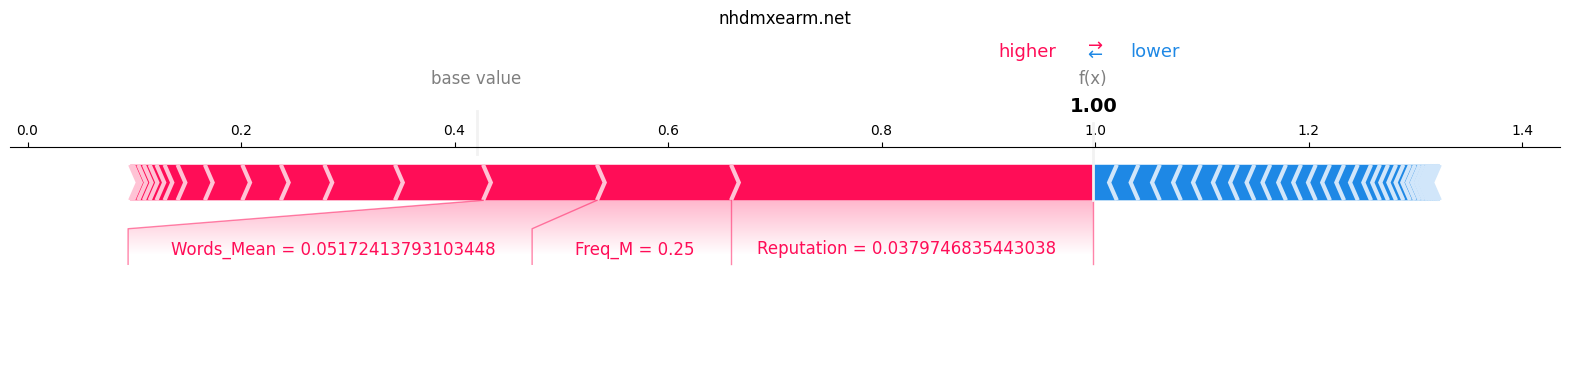 nhdmxearm.net
higher → lower
←
base value f(x)
1.00
0.0 0.2 0.4 0.6 0.8 1.0 1.2 1.4
Words_Mean = 0.05172413793103448 Freq_M = 0.25 Reputation = 0.0379746835443038